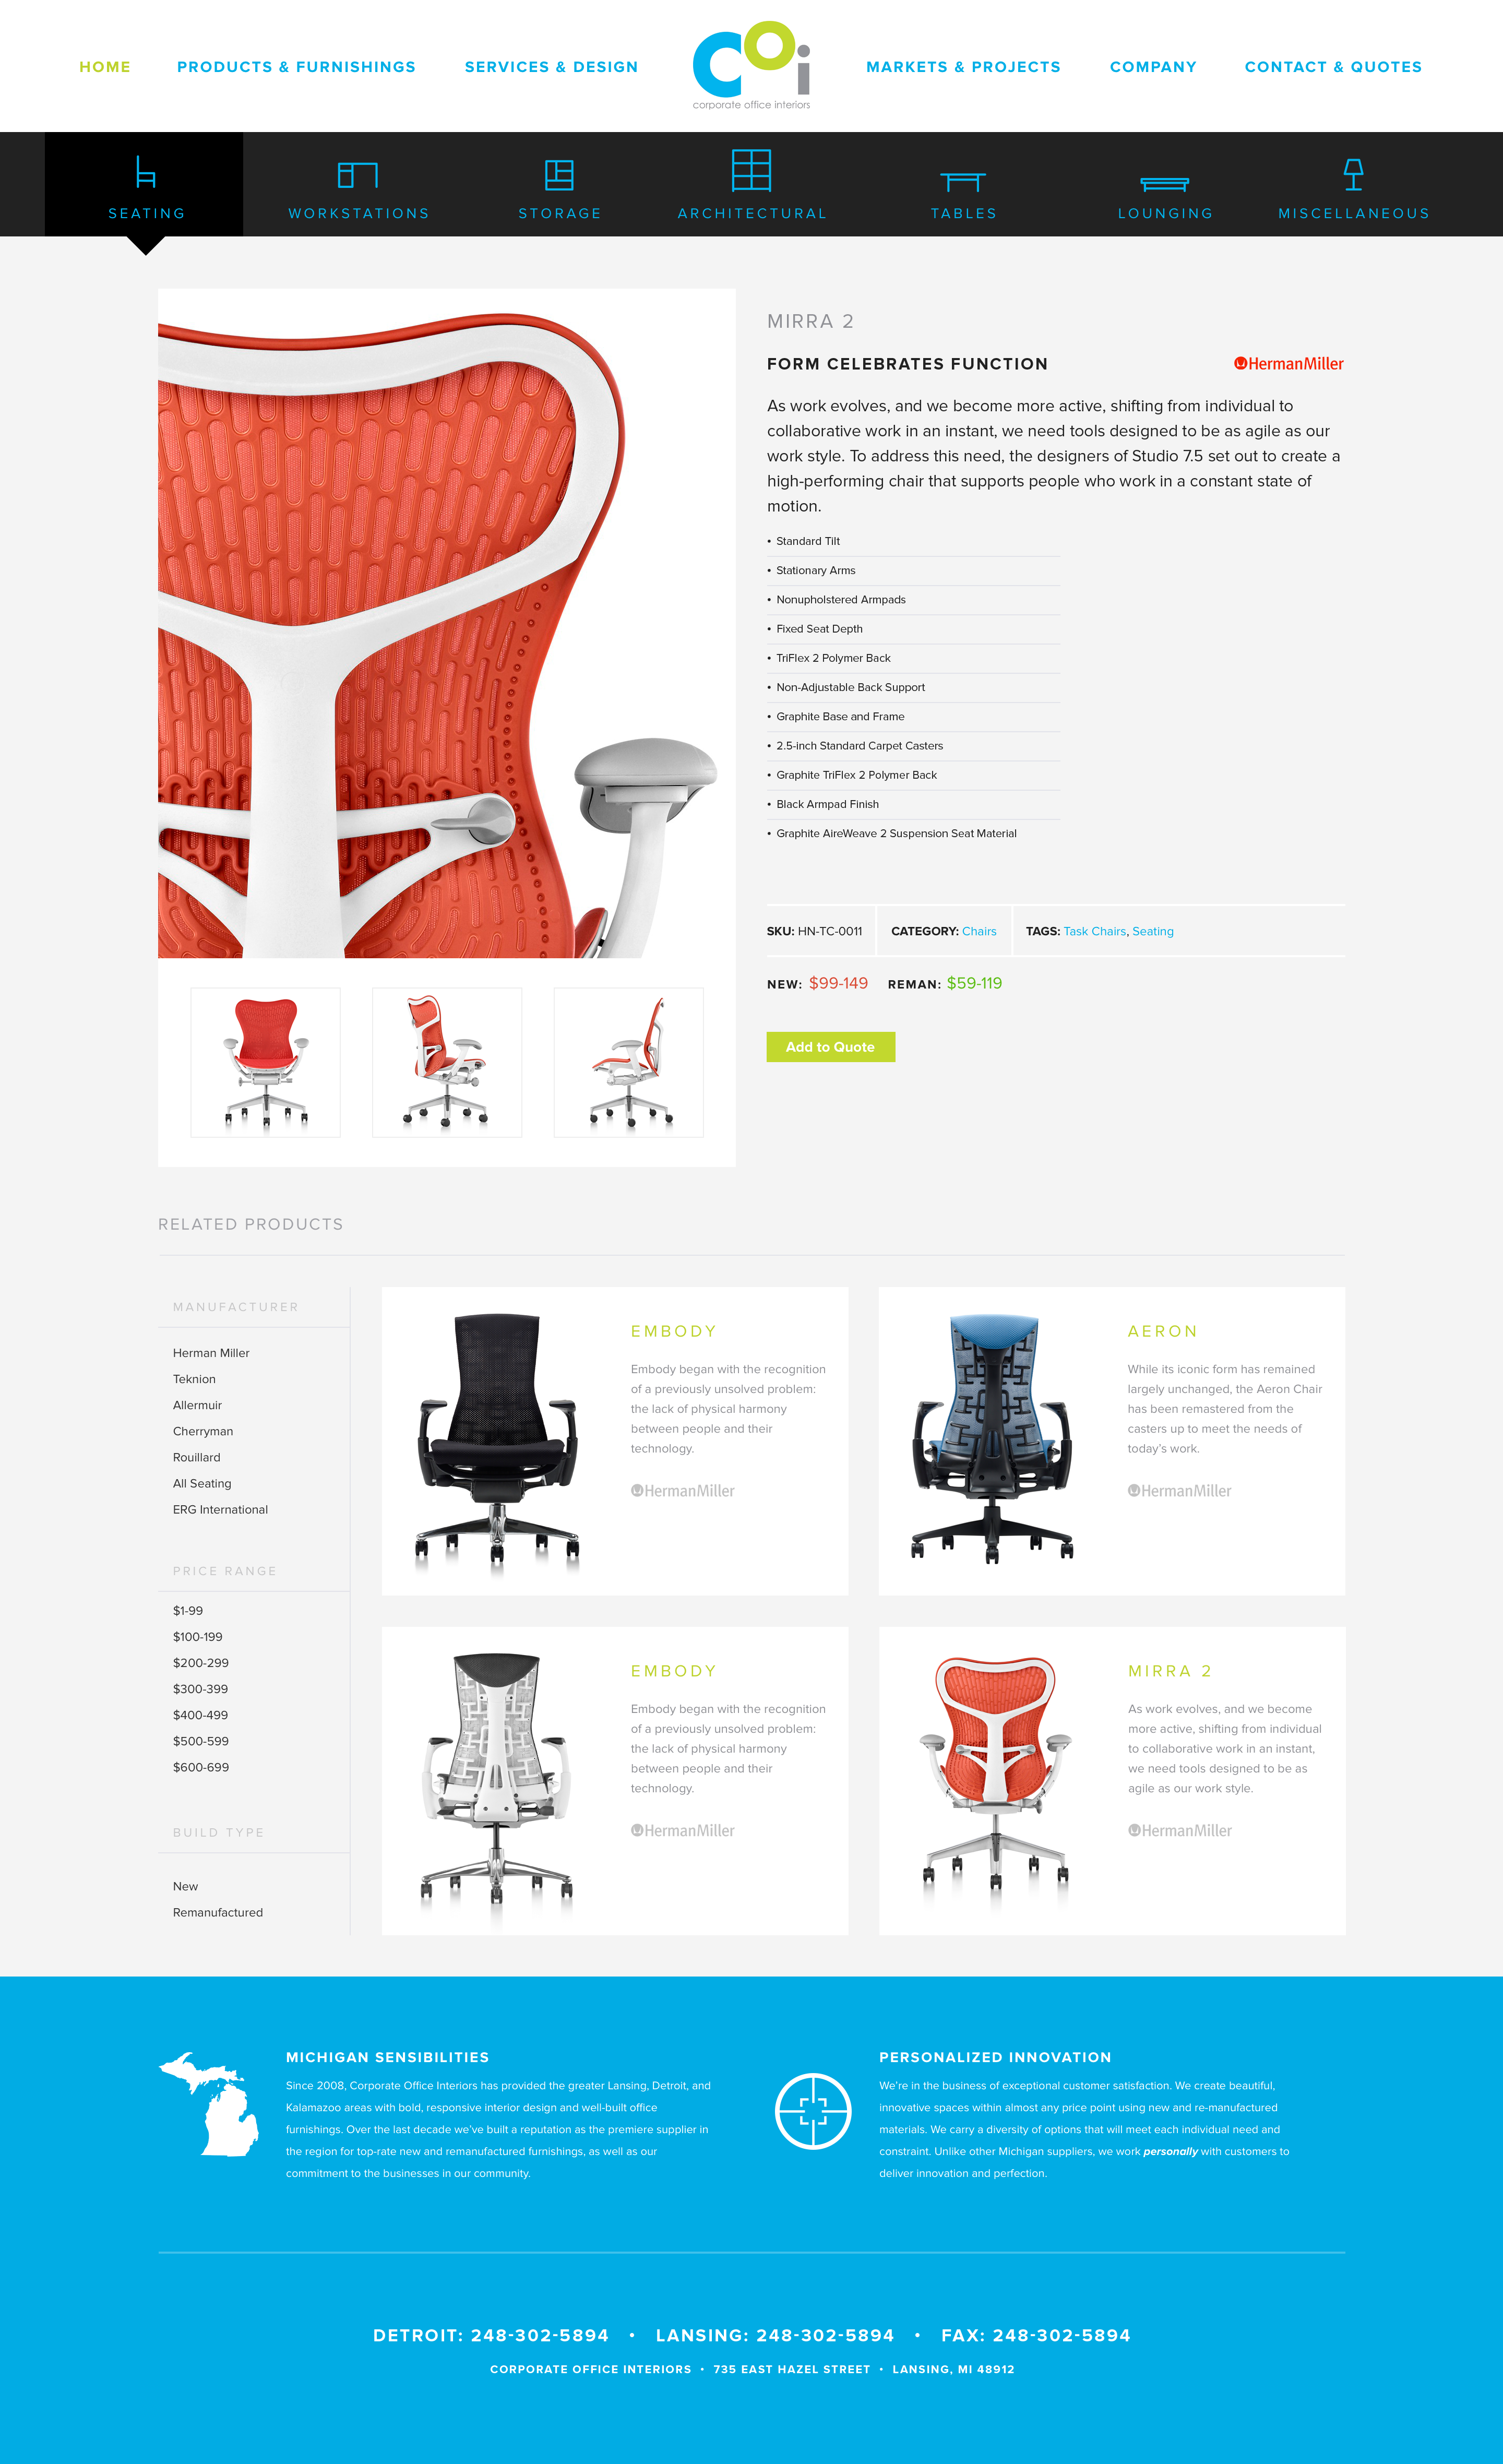 HOME
PRODUCTS & FURNISHINGS
SERVICES & DESIGN
coi
corporate office interiors
MARKETS & PROJECTS
COMPANY
CONTACT & QUOTES
SEATING
WORKSTATIONS
STORAGE
ARCHITECTURAL
TABLES
LOUNGING
MISCELLANEOUS
MIRRA 2
FORM CELEBRATES FUNCTION
HermanMiller
As work evolves, and we become more active, shifting from individual to
collaborative work in an instant, we need tools designed to be as agile as our
work style. To address this need, the designers of Studio 7.5 set out to create a
high-performing chair that supports people who work in a constant state of
motion.
• Standard Tilt
• Stationary Arms
• Nonupholstered Armpads
• Fixed Seat Depth
• TriFlex 2 Polymer Back
• Non-Adjustable Back Support
• Graphite Base and Frame
• 2.5-inch Standard Carpet Casters
• Graphite TriFlex 2 Polymer Back
• Black Armpad Finish
• Graphite AireWeave 2 Suspension Seat Material
SKU: HN-TC-0011
CATEGORY: Chairs
TAGS: Task Chairs, Seating
NEW: $99-149
REMAN: $59-119
Add to Quote
RELATED PRODUCTS
MANUFACTURER
Herman Miller
Teknion
Allermuir
Cherryman
Rouillard
All Seating
ERG International
PRICE RANGE
$1-99
$100-199
$200-299
$300-399
$400-499
$500-599
$600-699
BUILD TYPE
New
Remanufactured
EMBODY
Embody began with the recognition
of a previously unsolved problem:
the lack of physical harmony
between people and their
technology.
HermanMiller
AERON
While its iconic form has remained
largely unchanged, the Aeron Chair
has been remastered from the
casters up to meet the needs of
today's work.
HermanMiller
EMBODY
Embody began with the recognition
of a previously unsolved problem:
the lack of physical harmony
between people and their
technology.
HermanMiller
MIRRA 2
As work evolves, and we become
more active, shifting from individual
to collaborative work in an instant,
we need tools designed to be as
agile as our work style.
HermanMiller
MICHIGAN SENSIBILITIES
Since 2008, Corporate Office Interiors has provided the greater Lansing, Detroit, and
Kalamazoo areas with bold, responsive interior design and well-built office
furnishings. Over the last decade we've built a reputation as the premiere supplier in
the region for top-rate new and remanufactured furnishings, as well as our
commitment to the businesses in our community.
PERSONALIZED INNOVATION
We're in the business of exceptional customer satisfaction. We create beautiful,
innovative spaces within almost any price point using new and re-manufactured
materials. We carry a diversity of options that will meet each individual need and
constraint. Unlike other Michigan suppliers, we work personally with customers to
deliver innovation and perfection.
DETROIT: 248-302-5894 • LANSING: 248-302-5894 • FAX: 248-302-5894
CORPORATE OFFICE INTERIORS • 735 EAST HAZEL STREET • LANSING, MI 48912